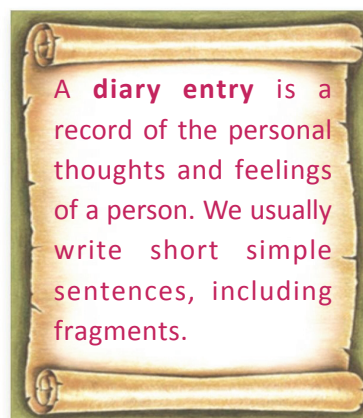 A diary entry is a
record of the personal
thoughts and feelings
of a person. We usually
write short simple
sentences, including
fragments.